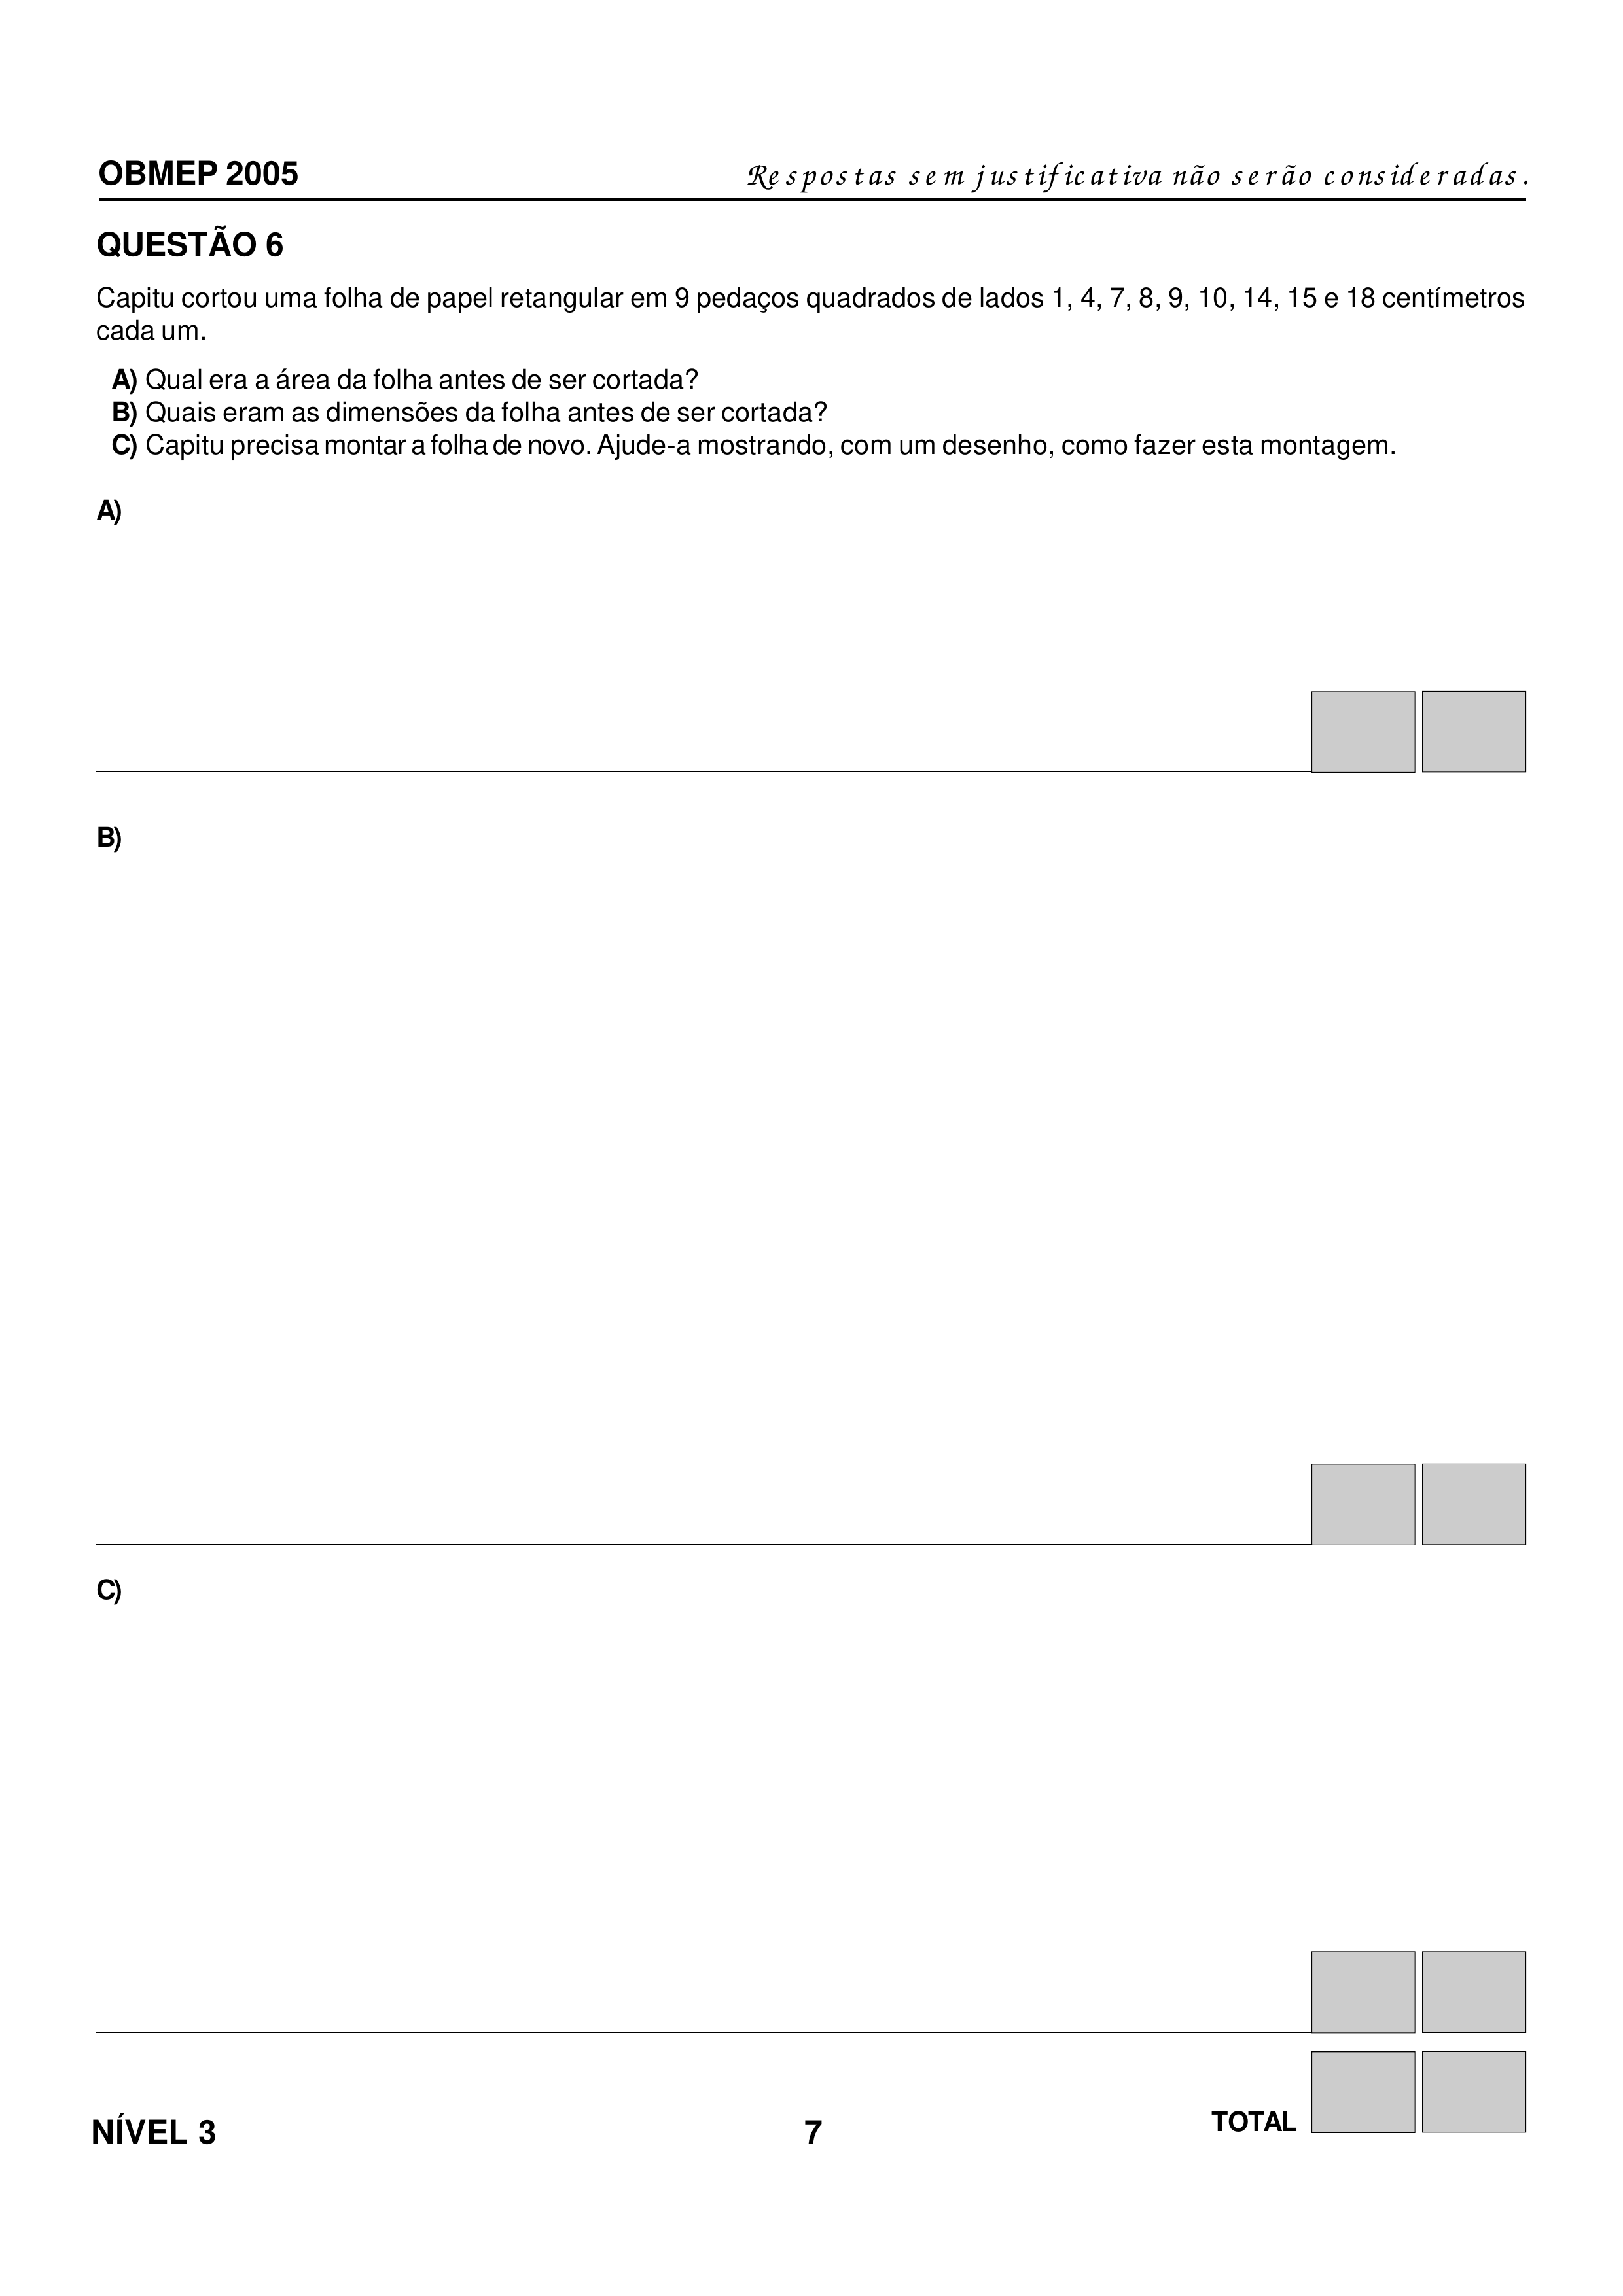 OBMEP 2005
Respostas sem justificativa não serão consideradas.
QUESTÃO 6
Capitu cortou uma folha de papel retangular em 9 pedaços quadrados de lados 1, 4, 7, 8, 9, 10, 14, 15 e 18 centímetros
cada um.
A) Qual era a área da folha antes de ser cortada?
B) Quais eram as dimensões da folha antes de ser cortada?
C) Capitu precisa montar a folha de novo. Ajude-a mostrando, com um desenho, como fazer esta montagem.
A)
B)
C)
TOTAL
NÍVEL 3
7